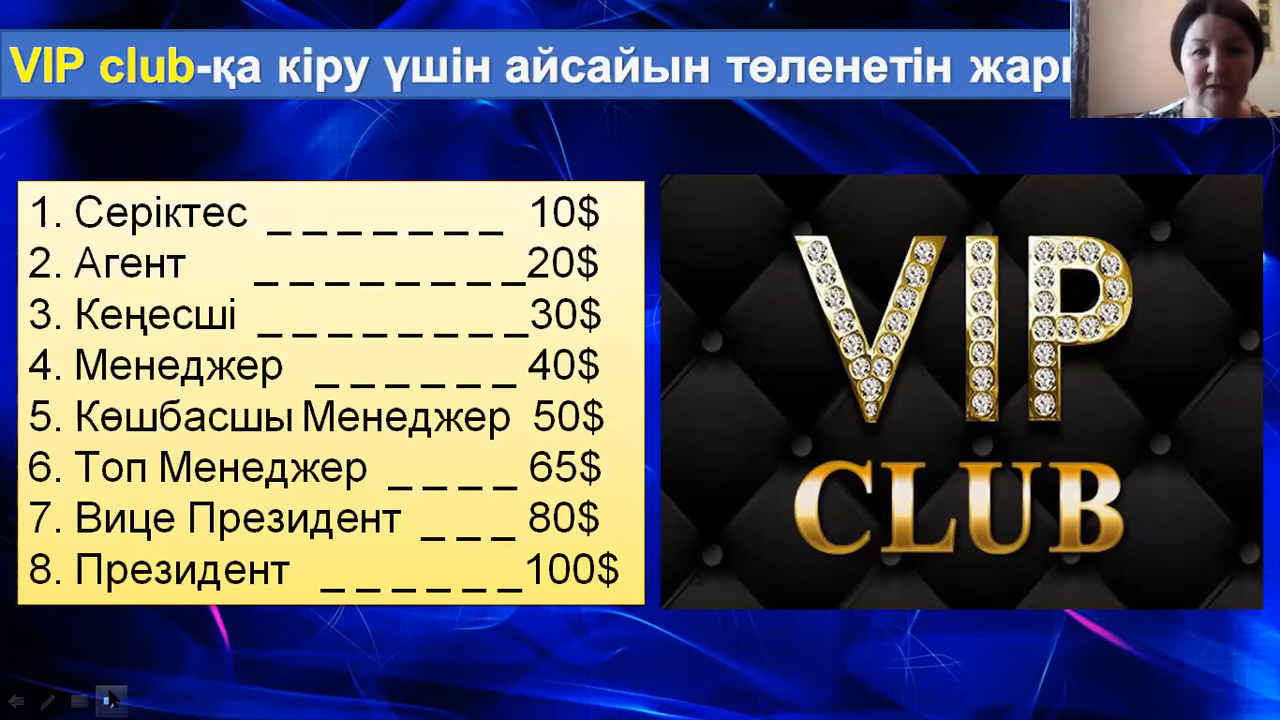 VIP club-қа кіру үшін айсайын төленетін
1. Серіктес _ _ _ _ _ _ _ 10$
2. Агент _ _ _ _ _ _ _ _20$
3. Кеңесші _ _ _ _ _ _ _ _30$
4. Менеджер _ _ _ _ _ _ 40$
5. Көшбасшы Менеджер 50$
6. Топ Менеджер _ _ _ _ 65$
7. Вице Президент _ _ _ 80$
8. Президент _ _ _ _ _ _100$
VIP
CLUB